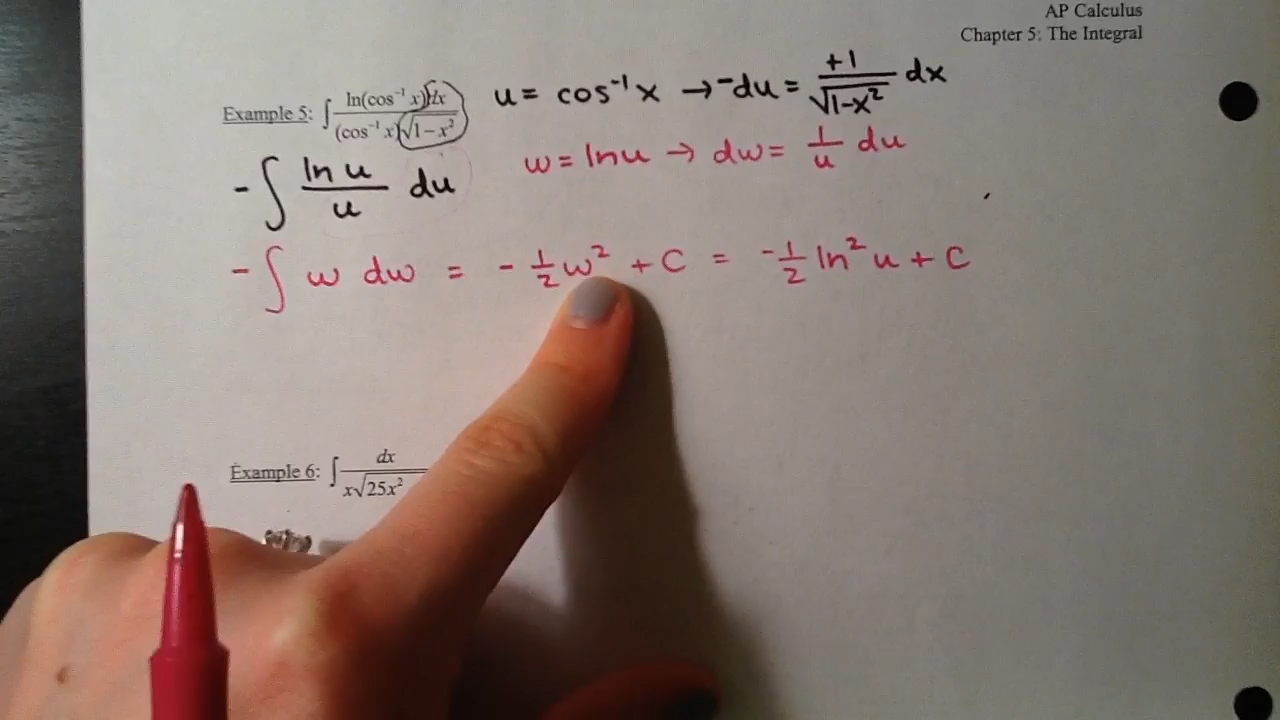 AP Calculus
Chapter 5: The Integral
Example 5: ∫ ln(cos⁻¹ x)dx / (cos⁻¹ x)√1−x² u = cos⁻¹x → -du = +1/√1-x² dx
-∫ ln u / u du w = ln u → dw = 1/u du
-∫ w dw = -1/2 w² + C = -1/2 ln² u + C
Example 6: ∫ dx / x√25x²